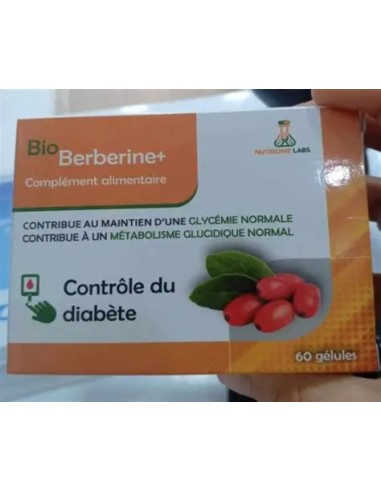 Bio Berberine+
Complément alimentaire
NUTRIOME LABS
CONTRIBUE AU MAINTIEN D'UNE GLYCÉMIE NORMALE
CONTRIBUE À UN MÉTABOLISME GLUCIDIQUE NORMAL
Contrôle du
diabète
60 gélules